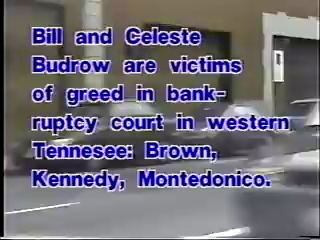 Bill and Celeste
Budrow are victims
of greed in bank-
ruptcy court in western
Tennesee: Brown,
Kennedy, Montedonico.